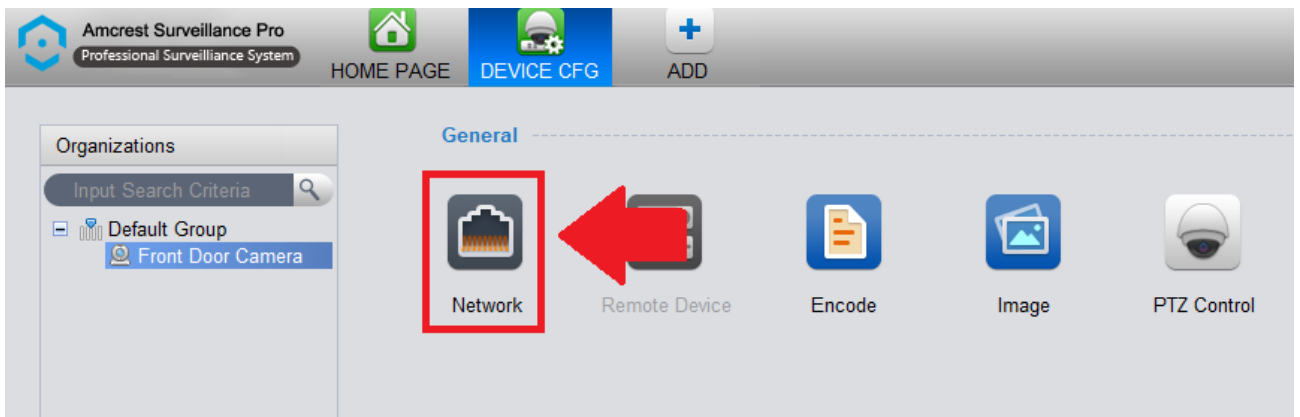 Amcrest Surveillance Pro
Professional Surveilliance System
HOME PAGE
DEVICE CFG
ADD
Organizations
Input Search Criteria
Default Group
Front Door Camera
General
Network
Remote Device
Encode
Image
PTZ Control